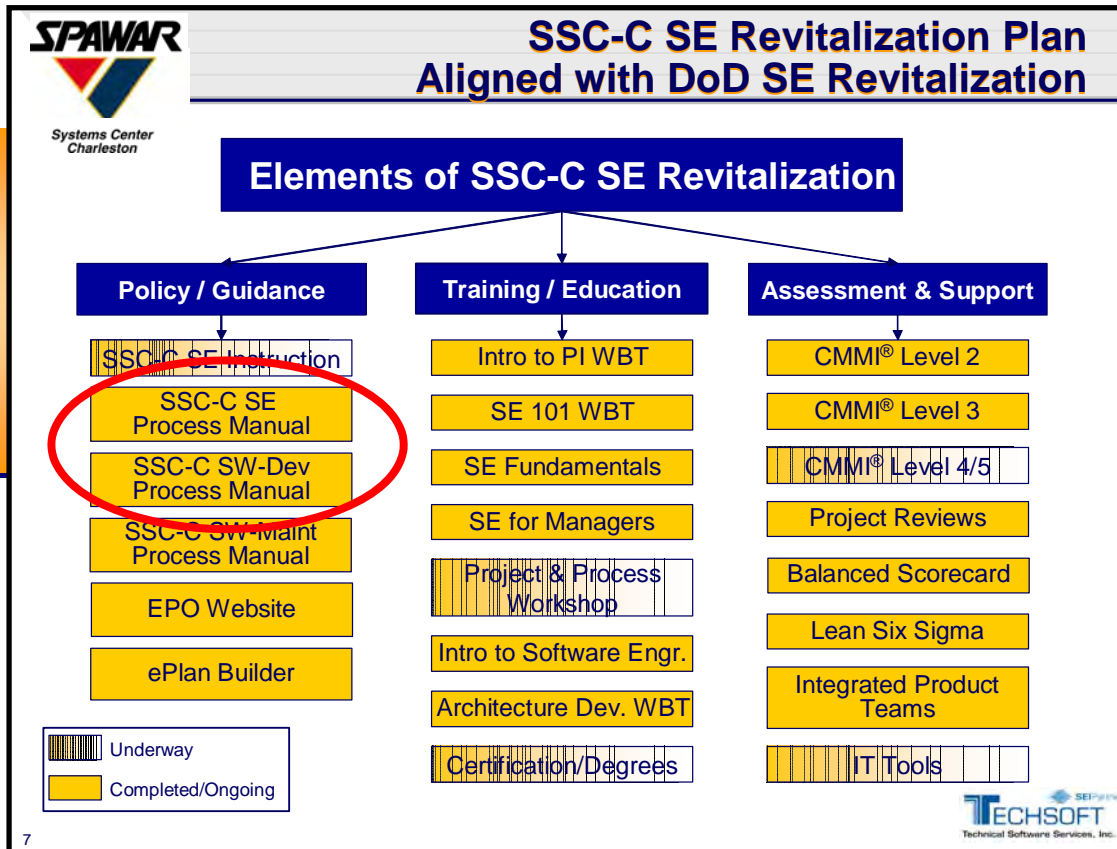 SPAWAR
Systems Center
Charleston
SSC-C SE Revitalization Plan
Aligned with DoD SE Revitalization
Elements of SSC-C SE Revitalization
Policy / Guidance
SSC-C SE Instruction
SSC-C SE
Process Manual
SSC-C SW-Dev
Process Manual
SSC-C SW-Maint
Process Manual
EPO Website
ePlan Builder
Training / Education
Intro to PI WBT
SE 101 WBT
SE Fundamentals
SE for Managers
Project & Process
Workshop
Intro to Software Engr.
Architecture Dev. WBT
Certification/Degrees
Assessment & Support
CMMI® Level 2
CMMI® Level 3
CMMI® Level 4/5
Project Reviews
Balanced Scorecard
Lean Six Sigma
Integrated Product
Teams
IT Tools
Underway
Completed/Ongoing
7
SEI
TECHSOFT
Technical Software Services, Inc.